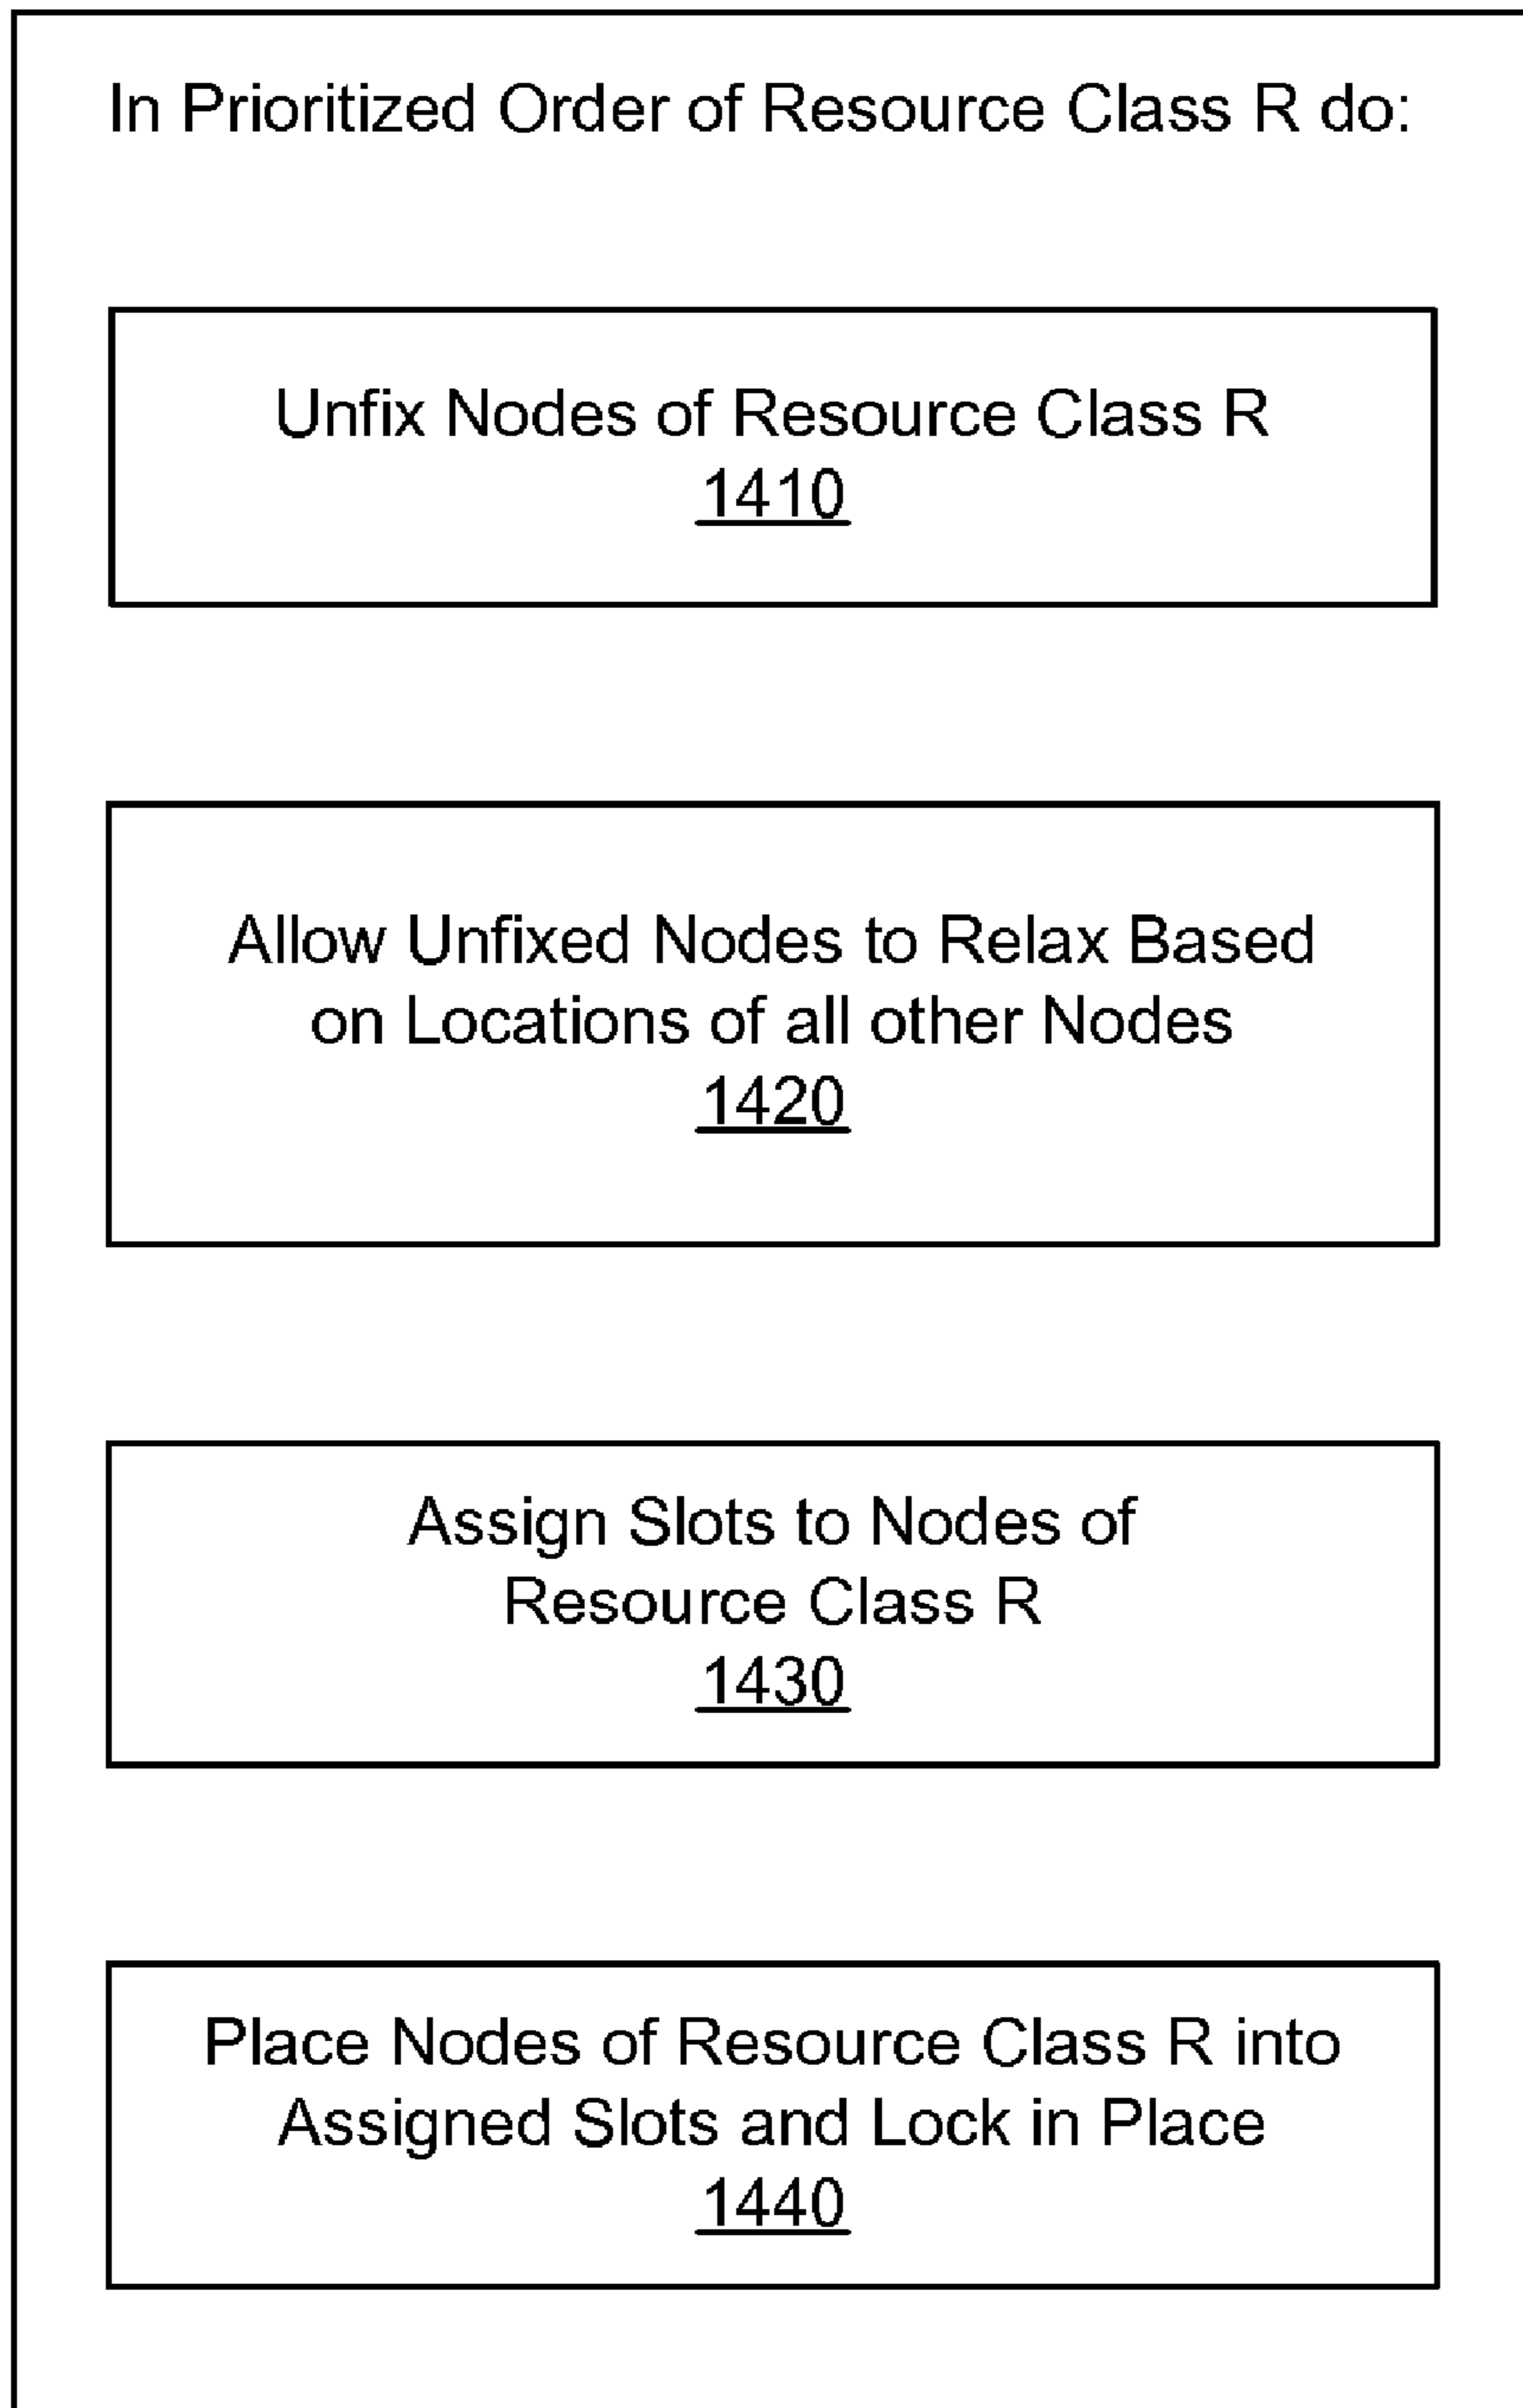 In Prioritized Order of Resource Class R do:
Unfix Nodes of Resource Class R
1410
Allow Unfixed Nodes to Relax Based
on Locations of all other Nodes
1420
Assign Slots to Nodes of
Resource Class R
1430
Place Nodes of Resource Class R into
Assigned Slots and Lock in Place
1440